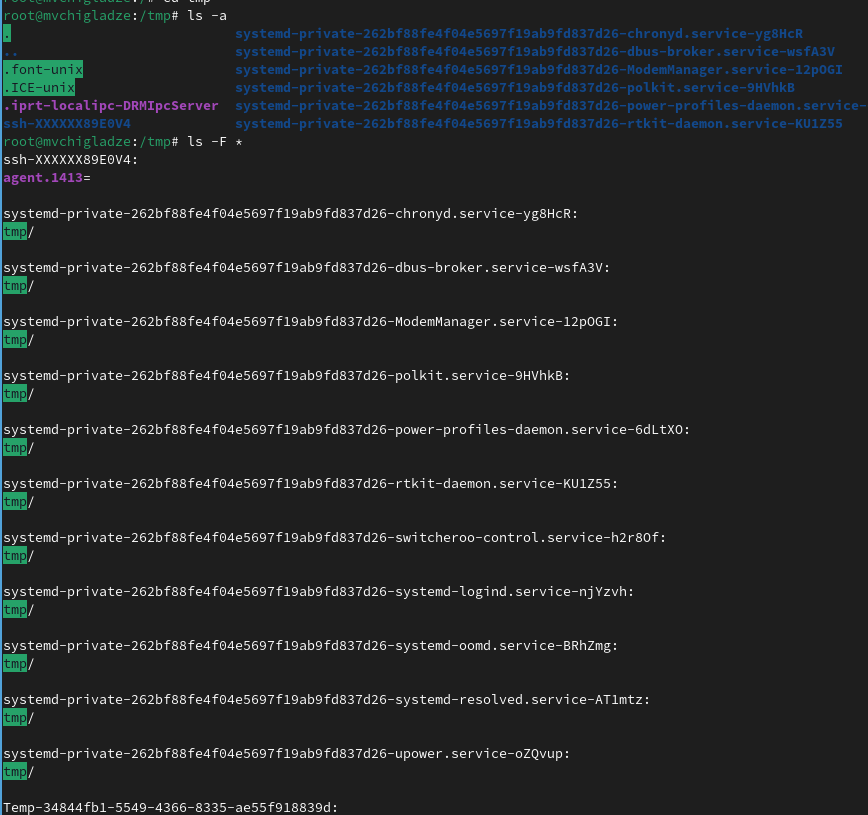 root@mvchigladze:/# cd tmp
root@mvchigladze:/tmp# ls -a
. systemd-private-262bf88fe4f04e5697f19ab9fd837d26-chronyd.service-yg8HcR
.. systemd-private-262bf88fe4f04e5697f19ab9fd837d26-dbus-broker.service-wsfA3V
.font-unix systemd-private-262bf88fe4f04e5697f19ab9fd837d26-ModemManager.service-12pOGI
.ICE-unix systemd-private-262bf88fe4f04e5697f19ab9fd837d26-polkit.service-9HVhkB
.iprt-localipc-DRMIpcServer systemd-private-262bf88fe4f04e5697f19ab9fd837d26-power-profiles-daemon.service-
ssh-XXXXXX89E0V4 systemd-private-262bf88fe4f04e5697f19ab9fd837d26-rtkit-daemon.service-KU1Z55
root@mvchigladze:/tmp# ls -F *
ssh-XXXXXX89E0V4:
agent.1413=
systemd-private-262bf88fe4f04e5697f19ab9fd837d26-chronyd.service-yg8HcR:
tmp/
systemd-private-262bf88fe4f04e5697f19ab9fd837d26-dbus-broker.service-wsfA3V:
tmp/
systemd-private-262bf88fe4f04e5697f19ab9fd837d26-ModemManager.service-12pOGI:
tmp/
systemd-private-262bf88fe4f04e5697f19ab9fd837d26-polkit.service-9HVhkB:
tmp/
systemd-private-262bf88fe4f04e5697f19ab9fd837d26-power-profiles-daemon.service-6dLtXO:
tmp/
systemd-private-262bf88fe4f04e5697f19ab9fd837d26-rtkit-daemon.service-KU1Z55:
tmp/
systemd-private-262bf88fe4f04e5697f19ab9fd837d26-switcheroo-control.service-h2r8Of:
tmp/
systemd-private-262bf88fe4f04e5697f19ab9fd837d26-systemd-logind.service-njYzvh:
tmp/
systemd-private-262bf88fe4f04e5697f19ab9fd837d26-systemd-oomd.service-BRhZmg:
tmp/
systemd-private-262bf88fe4f04e5697f19ab9fd837d26-systemd-resolved.service-AT1mtz:
tmp/
systemd-private-262bf88fe4f04e5697f19ab9fd837d26-upower.service-oZQvup:
tmp/
Temp-34844fb1-5549-4366-8335-ae55f918839d: